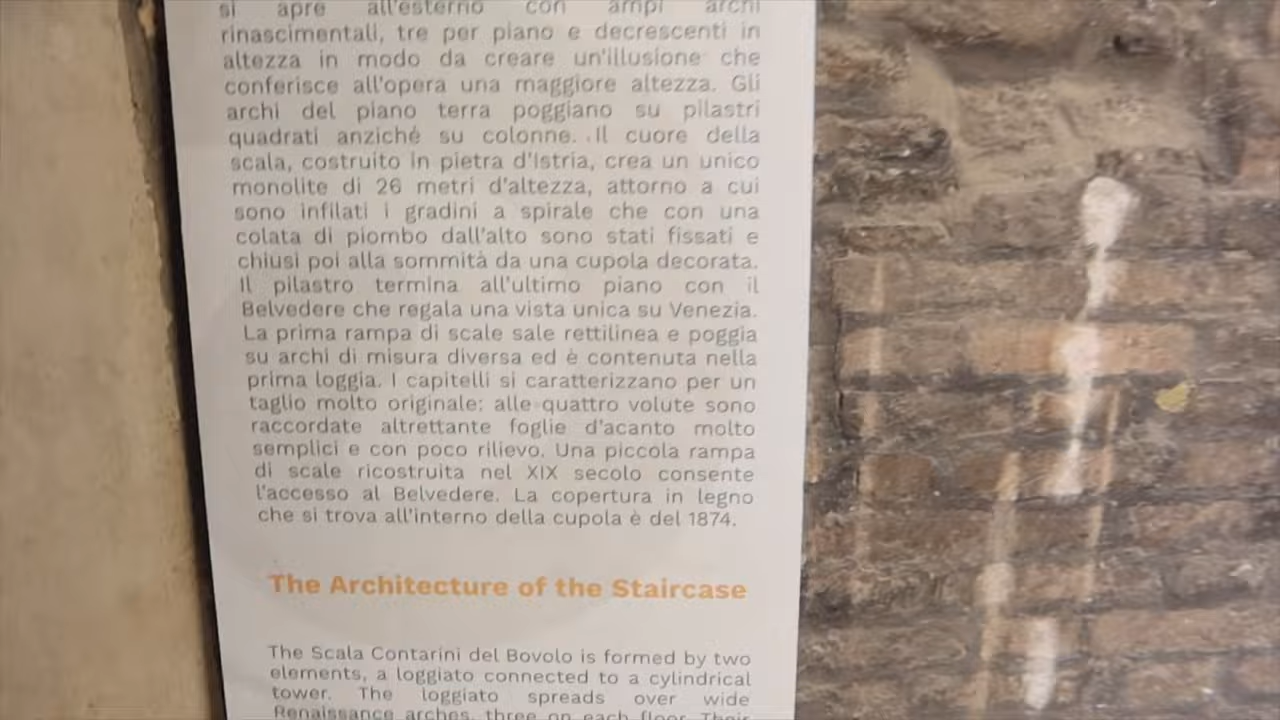 si apre all'esterno con ampi archi
rinascimentali, tre per piano e decrescenti in
altezza in modo da creare un'illusione che
conferisce all'opera una maggiore altezza. Gli
archi del piano terra poggiano su pilastri
quadrati anziché su colonne. Il cuore della
scala, costruito in pietra d'Istria, crea un unico
monolite di 26 metri d'altezza, attorno a cui
sono infilati i gradini a spirale che con una
colata di piombo dall'alto sono stati fissati e
chiusi poi alla sommità da una cupola decorata.
Il pilastro termina all'ultimo piano con il
Belvedere che regala una vista unica su Venezia.
La prima rampa di scale sale rettilinea e poggia
su archi di misura diversa ed è contenuta nella
prima loggia. I capitelli si caratterizzano per un
taglio molto originale: alle quattro volute sono
raccordate altrettante foglie d'acanto molto
semplici e con poco rilievo. Una piccola rampa
di scale ricostruita nel XIX secolo consente
l'accesso al Belvedere. La copertura in legno
che si trova all'interno della cupola è del 1874.
The Architecture of the Staircase
The Scala Contarini del Bovolo is formed by two
elements, a loggiato connected to a cylindrical
tower. The loggiato spreads over wide
Renaissance arches, three on each floor. Their